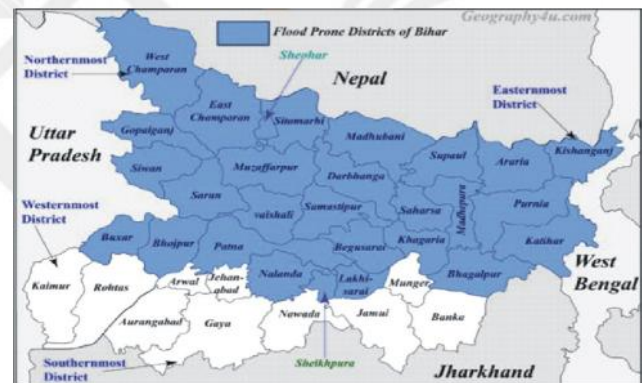 Geography4u.com
Flood Prone Districts of Bihar
Northernmost
District
West
Champaran
Sheohar
Nepal
Easternmost
District
East
Champaran
Sitamarhi
Uttar
Pradesh
Gopalganj
Madhubani
Kishanganj
Siwan
Muzaffarpur
Darbhanga
Supaul
Araria
Saran
Vaishali
Samastipur
Saharsa
Madhepura
Purnia
Westernmost
District
Buxar
Bhojpur
Patna
Begusarai
Khagaria
Katihar
West
Bengal
Kaimur
Rohtas
Arwal
Jehan-
abad
Nalanda
Lakhi-
sarai
Munger
Bhagalpur
Aurangabad
Gaya
Nawada
Jamui
Banka
Southernmost
District
Sheikhpura
Jharkhand